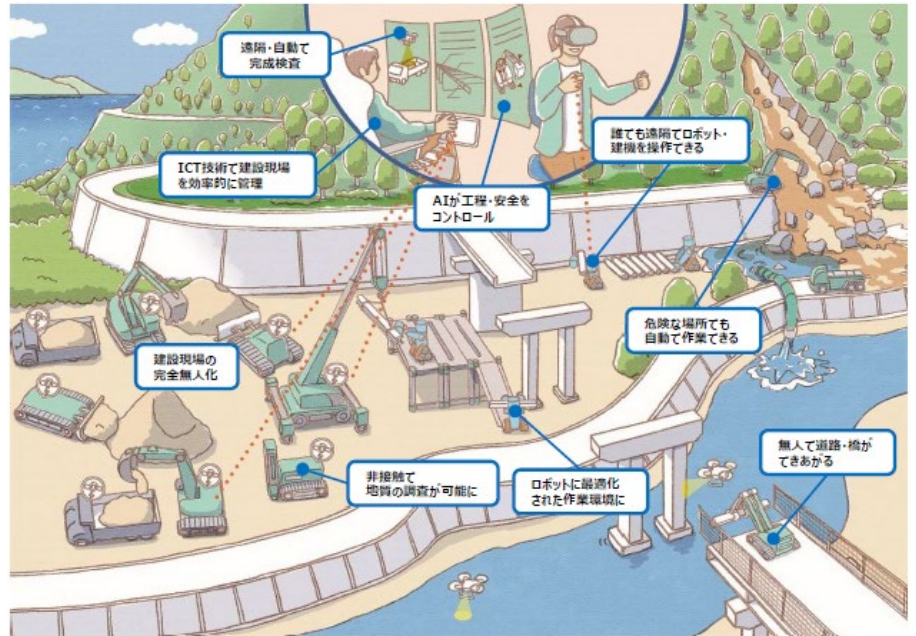 遠隔・自動で
完成検査
ICT技術で建設現場
を効率的に管理
AIが工程・安全を
コントロール
誰でも遠隔でロボット・
建機を操作できる
危険な場所でも
自動で作業できる
建設現場の
完全無人化
非接触で
地質の調査が可能に
ロボットに最適化
された作業環境に
無人で道路・橋が
できあがる